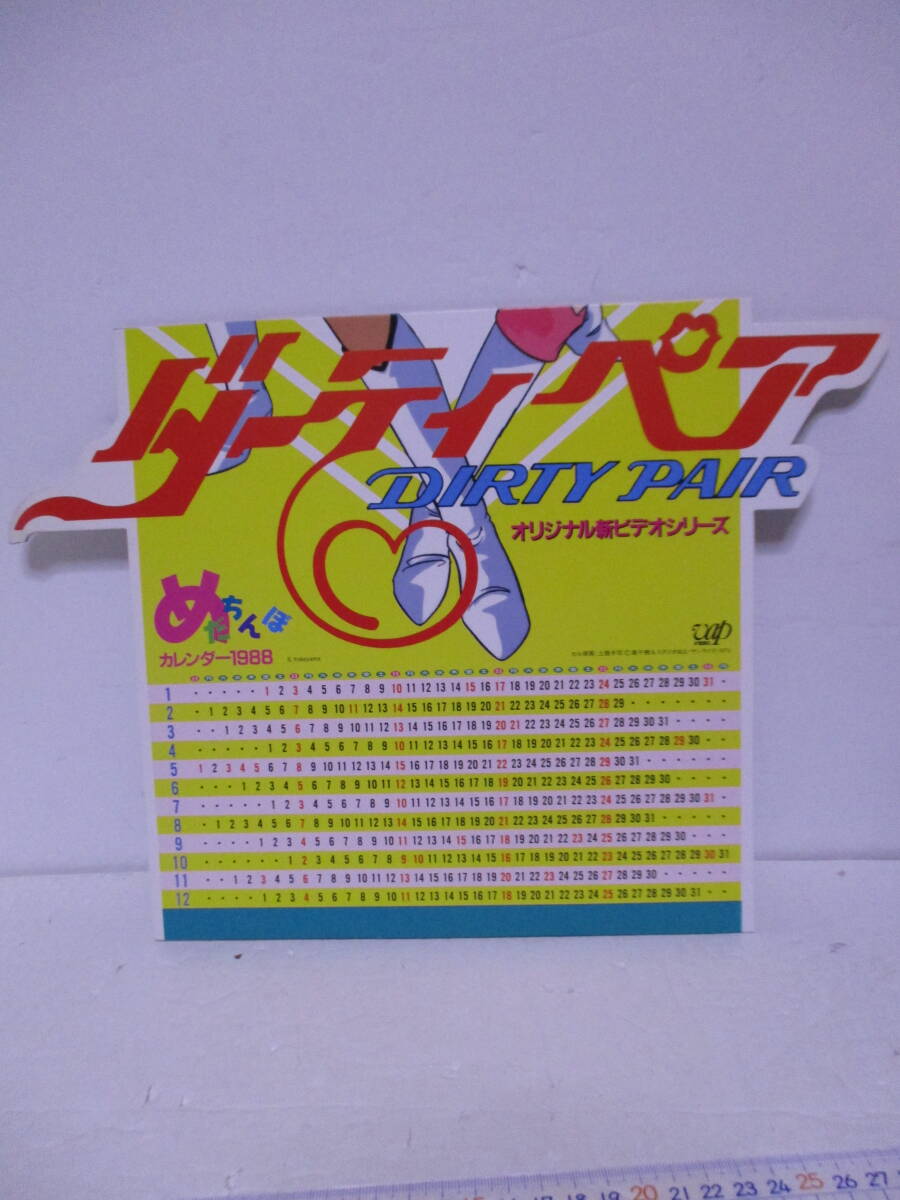 ダーティペア
DIRTY PAIR
オリジナル新ビデオシリーズ
めだちんぼ
カレンダー1988
vap
1 1 2 3 4 5 6 7 8 9 10 11 12 13 14 15 16 17 18 19 20 21 22 23 24 25 26 27 28 29 30 31
2 1 2 3 4 5 6 7 8 9 10 11 12 13 14 15 16 17 18 19 20 21 22 23 24 25 26 27 28 29
3 1 2 3 4 5 6 7 8 9 10 11 12 13 14 15 16 17 18 19 20 21 22 23 24 25 26 27 28 29 30 31
4 1 2 3 4 5 6 7 8 9 10 11 12 13 14 15 16 17 18 19 20 21 22 23 24 25 26 27 28 29 30
5 1 2 3 4 5 6 7 8 9 10 11 12 13 14 15 16 17 18 19 20 21 22 23 24 25 26 27 28 29 30 31
6 1 2 3 4 5 6 7 8 9 10 11 12 13 14 15 16 17 18 19 20 21 22 23 24 25 26 27 28 29 30
7 1 2 3 4 5 6 7 8 9 10 11 12 13 14 15 16 17 18 19 20 21 22 23 24 25 26 27 28 29 30 31
8 1 2 3 4 5 6 7 8 9 10 11 12 13 14 15 16 17 18 19 20 21 22 23 24 25 26 27 28 29 30 31
9 1 2 3 4 5 6 7 8 9 10 11 12 13 14 15 16 17 18 19 20 21 22 23 24 25 26 27 28 29 30
10 1 2 3 4 5 6 7 8 9 10 11 12 13 14 15 16 17 18 19 20 21 22 23 24 25 26 27 28 29 30 31
11 1 2 3 4 5 6 7 8 9 10 11 12 13 14 15 16 17 18 19 20 21 22 23 24 25 26 27 28 29 30
12 1 2 3 4 5 6 7 8 9 10 11 12 13 14 15 16 17 18 19 20 21 22 23 24 25 26 27 28 29 30 31
17 18 19 20 21 22 23 24 25 26 27